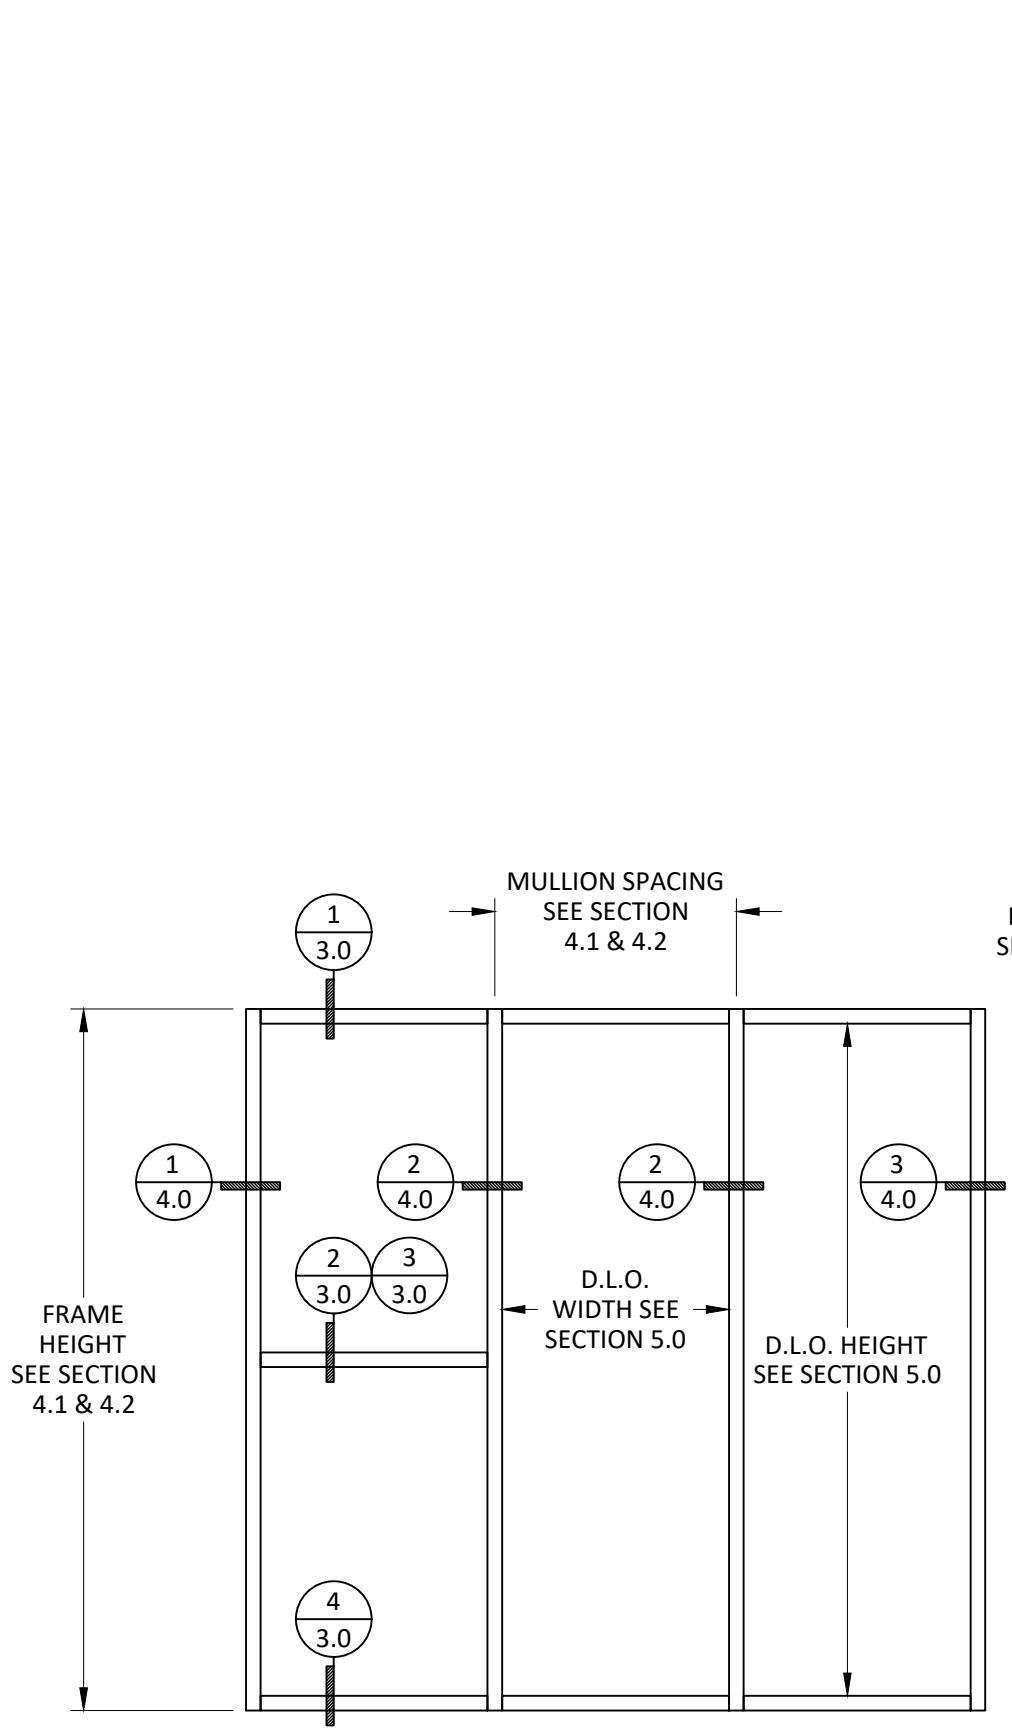 MULLION SPACING
SEE SECTION
4.1 & 4.2
1
3.0
1
4.0
2
4.0
2
4.0
3
4.0
2
3.0
3
3.0
D.L.O.
WIDTH SEE
SECTION 5.0
FRAME
HEIGHT
SEE SECTION
4.1 & 4.2
D.L.O. HEIGHT
SEE SECTION 5.0
4
3.0